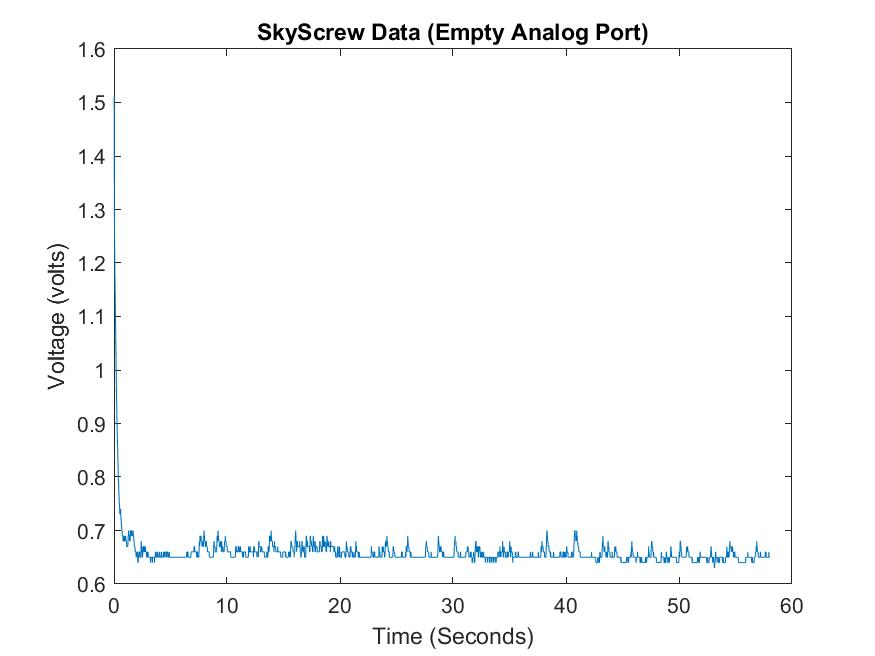 SkyScrew Data (Empty Analog Port)
1.6
1.5
1.4
1.3
1.2
1.1
1
0.9
0.8
0.7
0.6
Voltage (volts)
0 10 20 30 40 50 60
Time (Seconds)